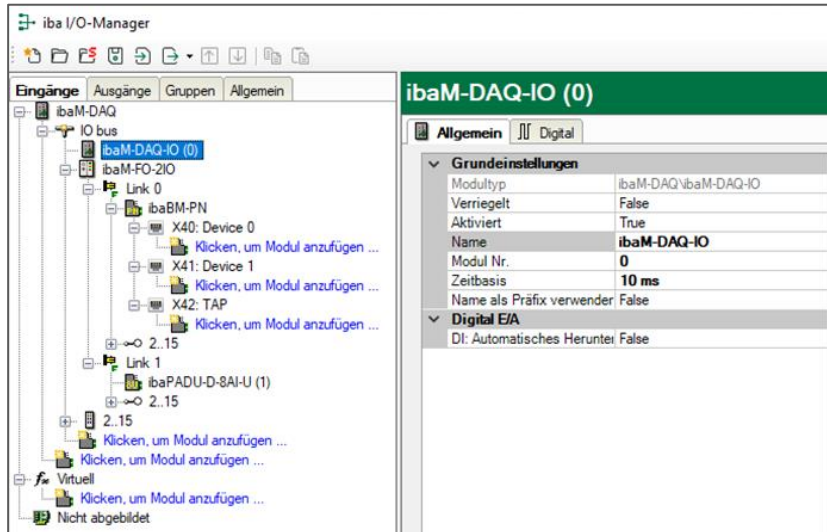 iba I/O-Manager
Eingänge Ausgänge Gruppen Allgemein
ibaM-DAQ
IO bus
ibaM-DAQ-IO (0)
ibaM-FO-2IO
Link 0
ibaBM-PN
X40: Device 0
Klicken, um Modul anzufügen ...
X41: Device 1
Klicken, um Modul anzufügen ...
X42: TAP
Klicken, um Modul anzufügen ...
2..15
Link 1
ibaPADU-D-8AI-U (1)
2..15
2..15
Klicken, um Modul anzufügen ...
Klicken, um Modul anzufügen ...
Virtuell
Klicken, um Modul anzufügen ...
Nicht abgebildet
ibaM-DAQ-IO (0)
Allgemein Digital
Grundeinstellungen
Modultyp ibaM-DAQ\ibaM-DAQ-IO
Verriegelt False
Aktiviert True
Name ibaM-DAQ-IO
Modul Nr. 0
Zeitbasis 10 ms
Name als Präfix verwender False
Digital E/A
DI: Automatisches Herunter False